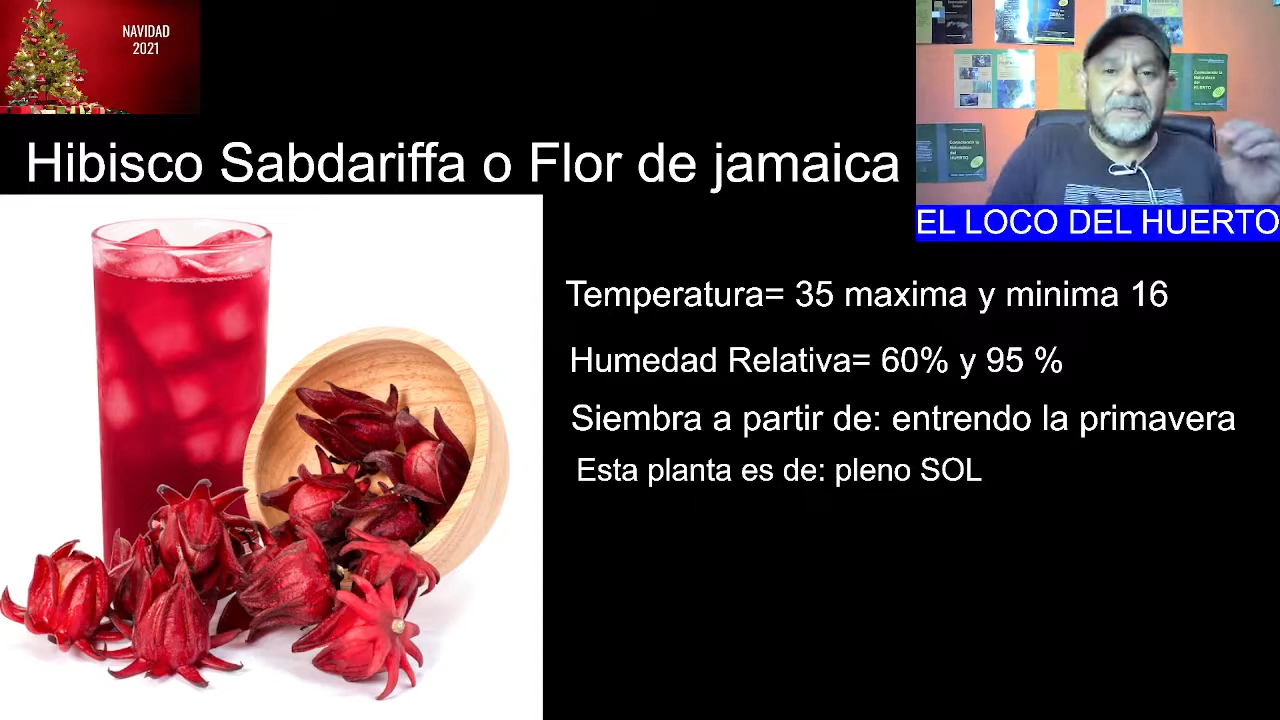 NAVIDAD
2021
Hibisco Sabdariffa o Flor de jamaica
EL LOCO DEL HUERTO
Temperatura= 35 maxima y minima 16
Humedad Relativa= 60% y 95 %
Siembra a partir de: entrendo la primavera
Esta planta es de: pleno SOL